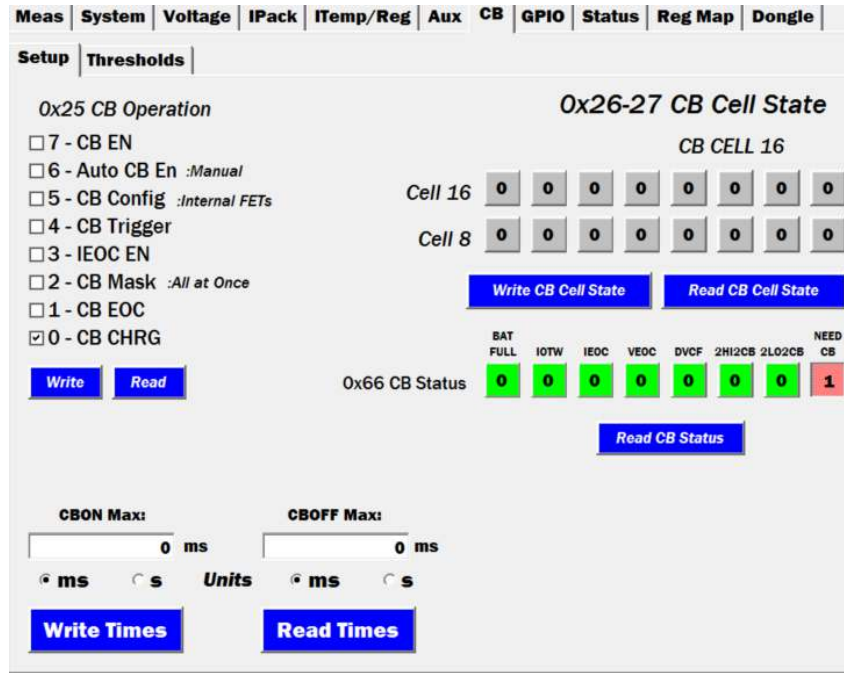 Meas System Voltage IPack ITemp/Reg Aux CB GPIO Status Reg Map Dongle
Setup Thresholds
0x25 CB Operation
7 - CB EN
6 - Auto CB En :Manual
5 - CB Config :Internal FETs
4 - CB Trigger
3 - IEOC EN
2 - CB Mask :All at Once
1 - CB EOC
0 - CB CHRG
Write Read
0x26-27 CB Cell State
CB CELL 16
Cell 16 0 0 0 0 0 0 0 0
Cell 8 0 0 0 0 0 0 0 0
Write CB Cell State Read CB Cell State
BAT FULL IOTW IEOC VEOC DVCF 2HI2CB 2LO2CB NEED CB
0x66 CB Status 0 0 0 0 0 0 0 1
Read CB Status
CBON Max: CBOFF Max:
0 ms 0 ms
ms s Units ms s
Write Times Read Times